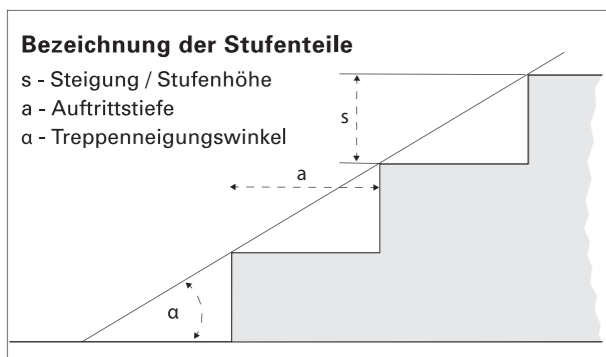 Bezeichnung der Stufenteile
s - Steigung / Stufenhöhe
a - Auftrittstiefe
α - Treppenneigungswinkel
s
a
α